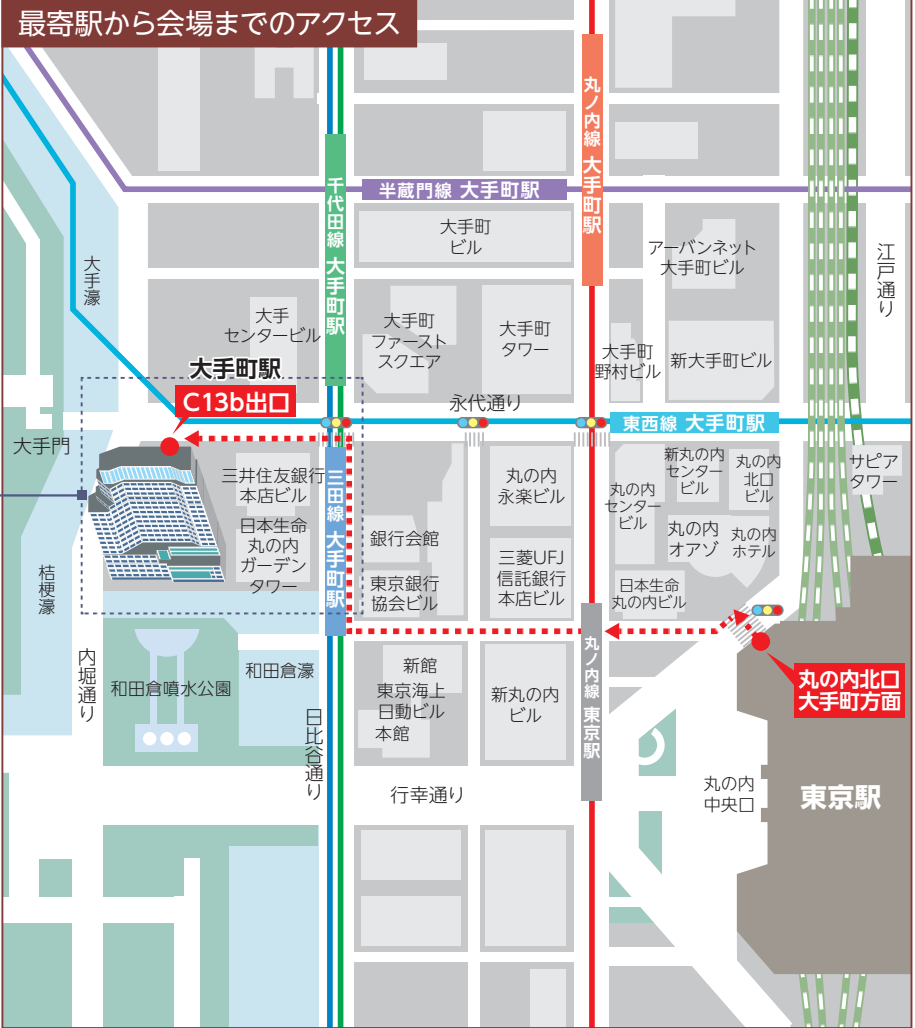 最寄駅から会場までのアクセス
丸ノ内線 大手町駅
千代田線 大手町駅
半蔵門線 大手町駅
大手町
ビル
アーバンネット
大手町ビル
江戸通り
大手濠
大手
センタービル
大手町
ファースト
スクエア
大手町
タワー
大手町
野村ビル
新大手町ビル
大手町駅
C13b出口
永代通り
東西線 大手町駅
大手門
三井住友銀行
本店ビル
三田線 大手町駅
丸の内
永楽ビル
丸の内
センター
ビル
新丸の内
センター
ビル
丸の内
北口
ビル
サピア
タワー
日本生命
丸の内
ガーデン
タワー
銀行会館
丸の内
オアゾ
丸の内
ホテル
東京銀行
協会ビル
三菱UFJ
信託銀行
本店ビル
日本生命
丸の内ビル
桔梗濠
内堀通り
和田倉噴水公園
和田倉濠
日比谷通り
新館
東京海上
日動ビル
本館
新丸の内
ビル
丸ノ内線 東京駅
丸の内北口
大手町方面
行幸通り
丸の内
中央口
東京駅